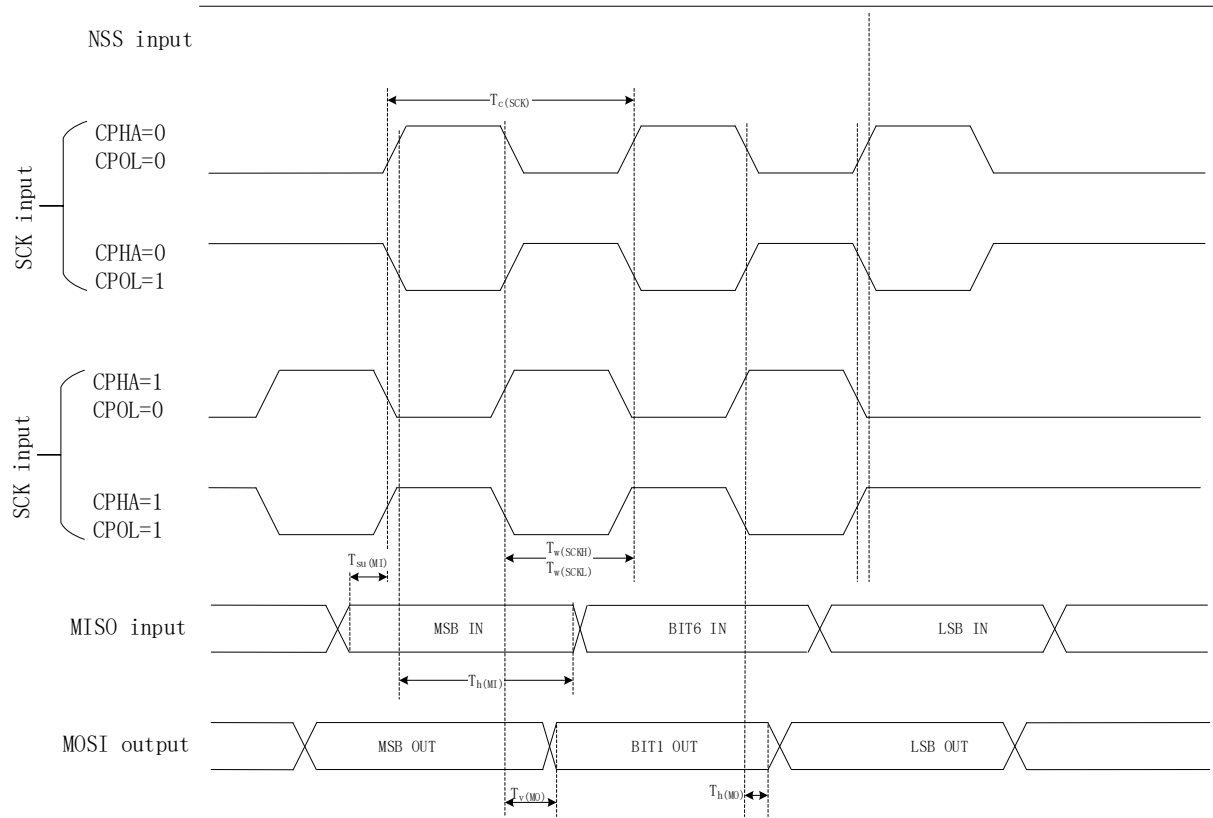 NSS input
Tc(SCK)
CPHA=0
CPOL=0
SCK input
CPHA=0
CPOL=1
CPHA=1
CPOL=0
SCK input
CPHA=1
CPOL=1
Tw(SCKH)
Tw(SCKL)
Tsu(MI)
MISO input
MSB IN
BIT6 IN
LSB IN
Th(MI)
MOSI output
MSB OUT
BIT1 OUT
LSB OUT
Tv(MO)
Th(MO)